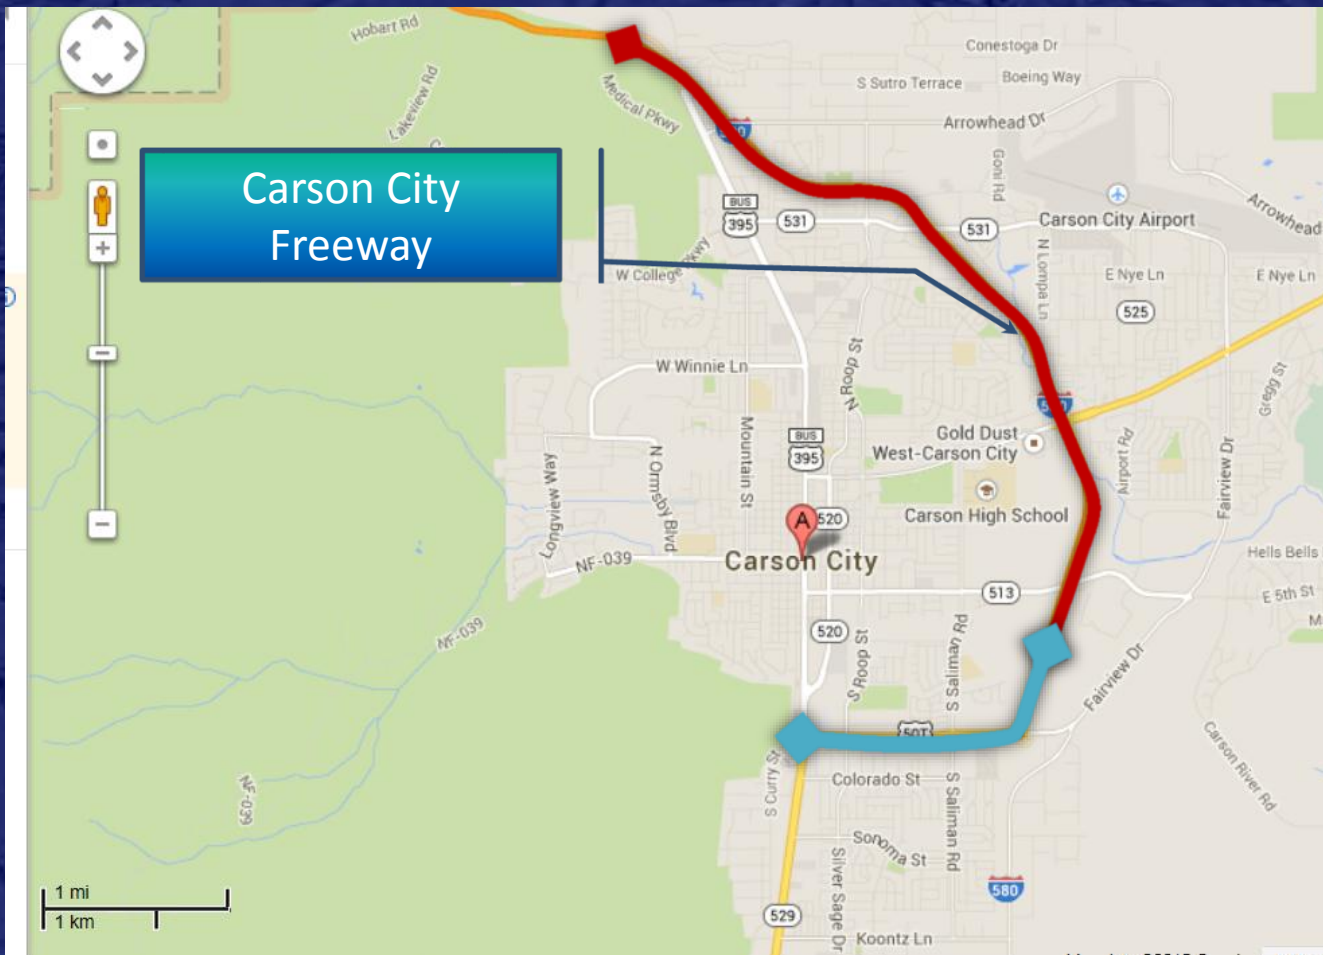 Hobart Rd
Lakeview Rd
Medical Pkwy
Conestoga Dr
S Sutro Terrace
Boeing Way
Arrowhead Dr
Goni Rd
Carson City
Freeway
BUS
395
531
531
Carson City Airport
Arrowhead
W College Pkwy
N Lompa Ln
E Nye Ln
E Nye Ln
525
W Winnie Ln
N Roop St
Gregg St
Mountain St
BUS
395
Gold Dust
West-Carson City
Airport Rd
Fairview Dr
Longview Way
N Ormsby Blvd
Carson High School
A
520
Carson City
NF-039
Hells Bells
513
E 5th St
NF-039
520
S Roop St
S Saliman Rd
Fairview Dr
50T
Carson River Rd
NF-039
S Curry St
Colorado St
S Saliman Rd
Sonoma St
Silver Sage Dr
580
1 mi
1 km
529
Koontz Ln